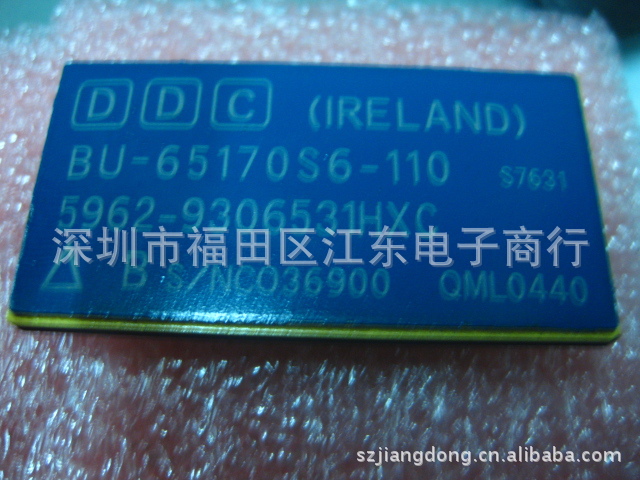 DDC (IRELAND)
BU-65170S6-110 S7631
5962-9306531HXC
深圳市福田区江东电子商行
△ B S/NC036900 QML0440
szjiangdong.cn.alibaba.com